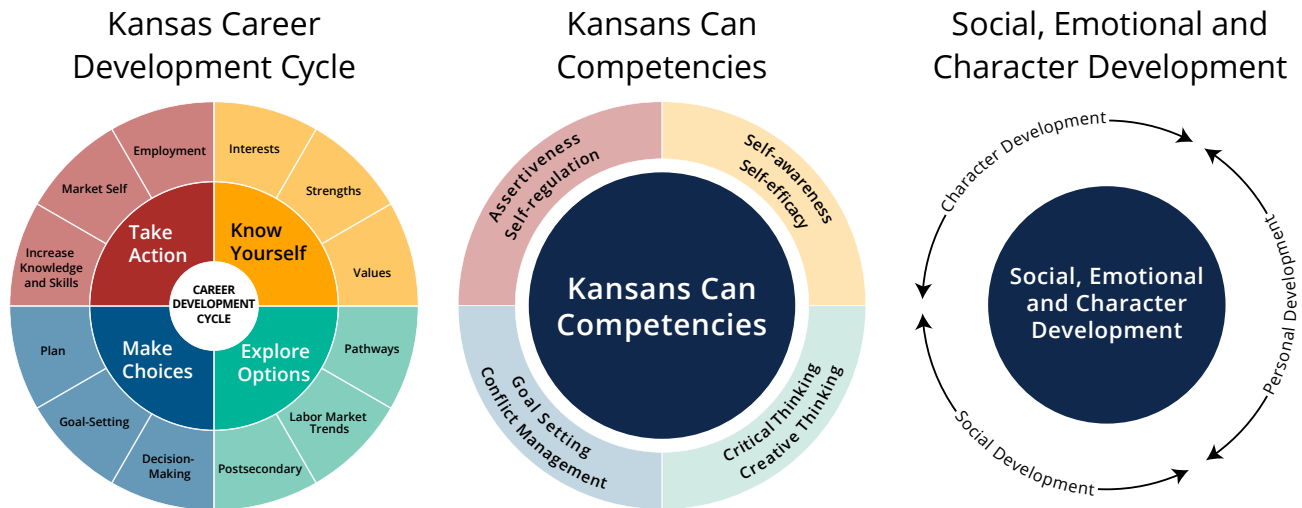 Kansas Career
Development Cycle
Employment
Interests
Market Self
Strengths
Increase
Knowledge
and Skills
Values
Take
Action
Know
Yourself
CAREER
DEVELOPMENT
CYCLE
Make
Choices
Explore
Options
Plan
Pathways
Goal-Setting
Labor Market
Trends
Decision-
Making
Postsecondary
Kansans Can
Competencies
Assertiveness
Self-regulation
Self-awareness
Self-efficacy
Kansans Can
Competencies
Goal Setting
Conflict Management
Critical Thinking
Creative Thinking
Social, Emotional and
Character Development
Character Development
Personal Development
Social, Emotional
and Character
Development
Social Development